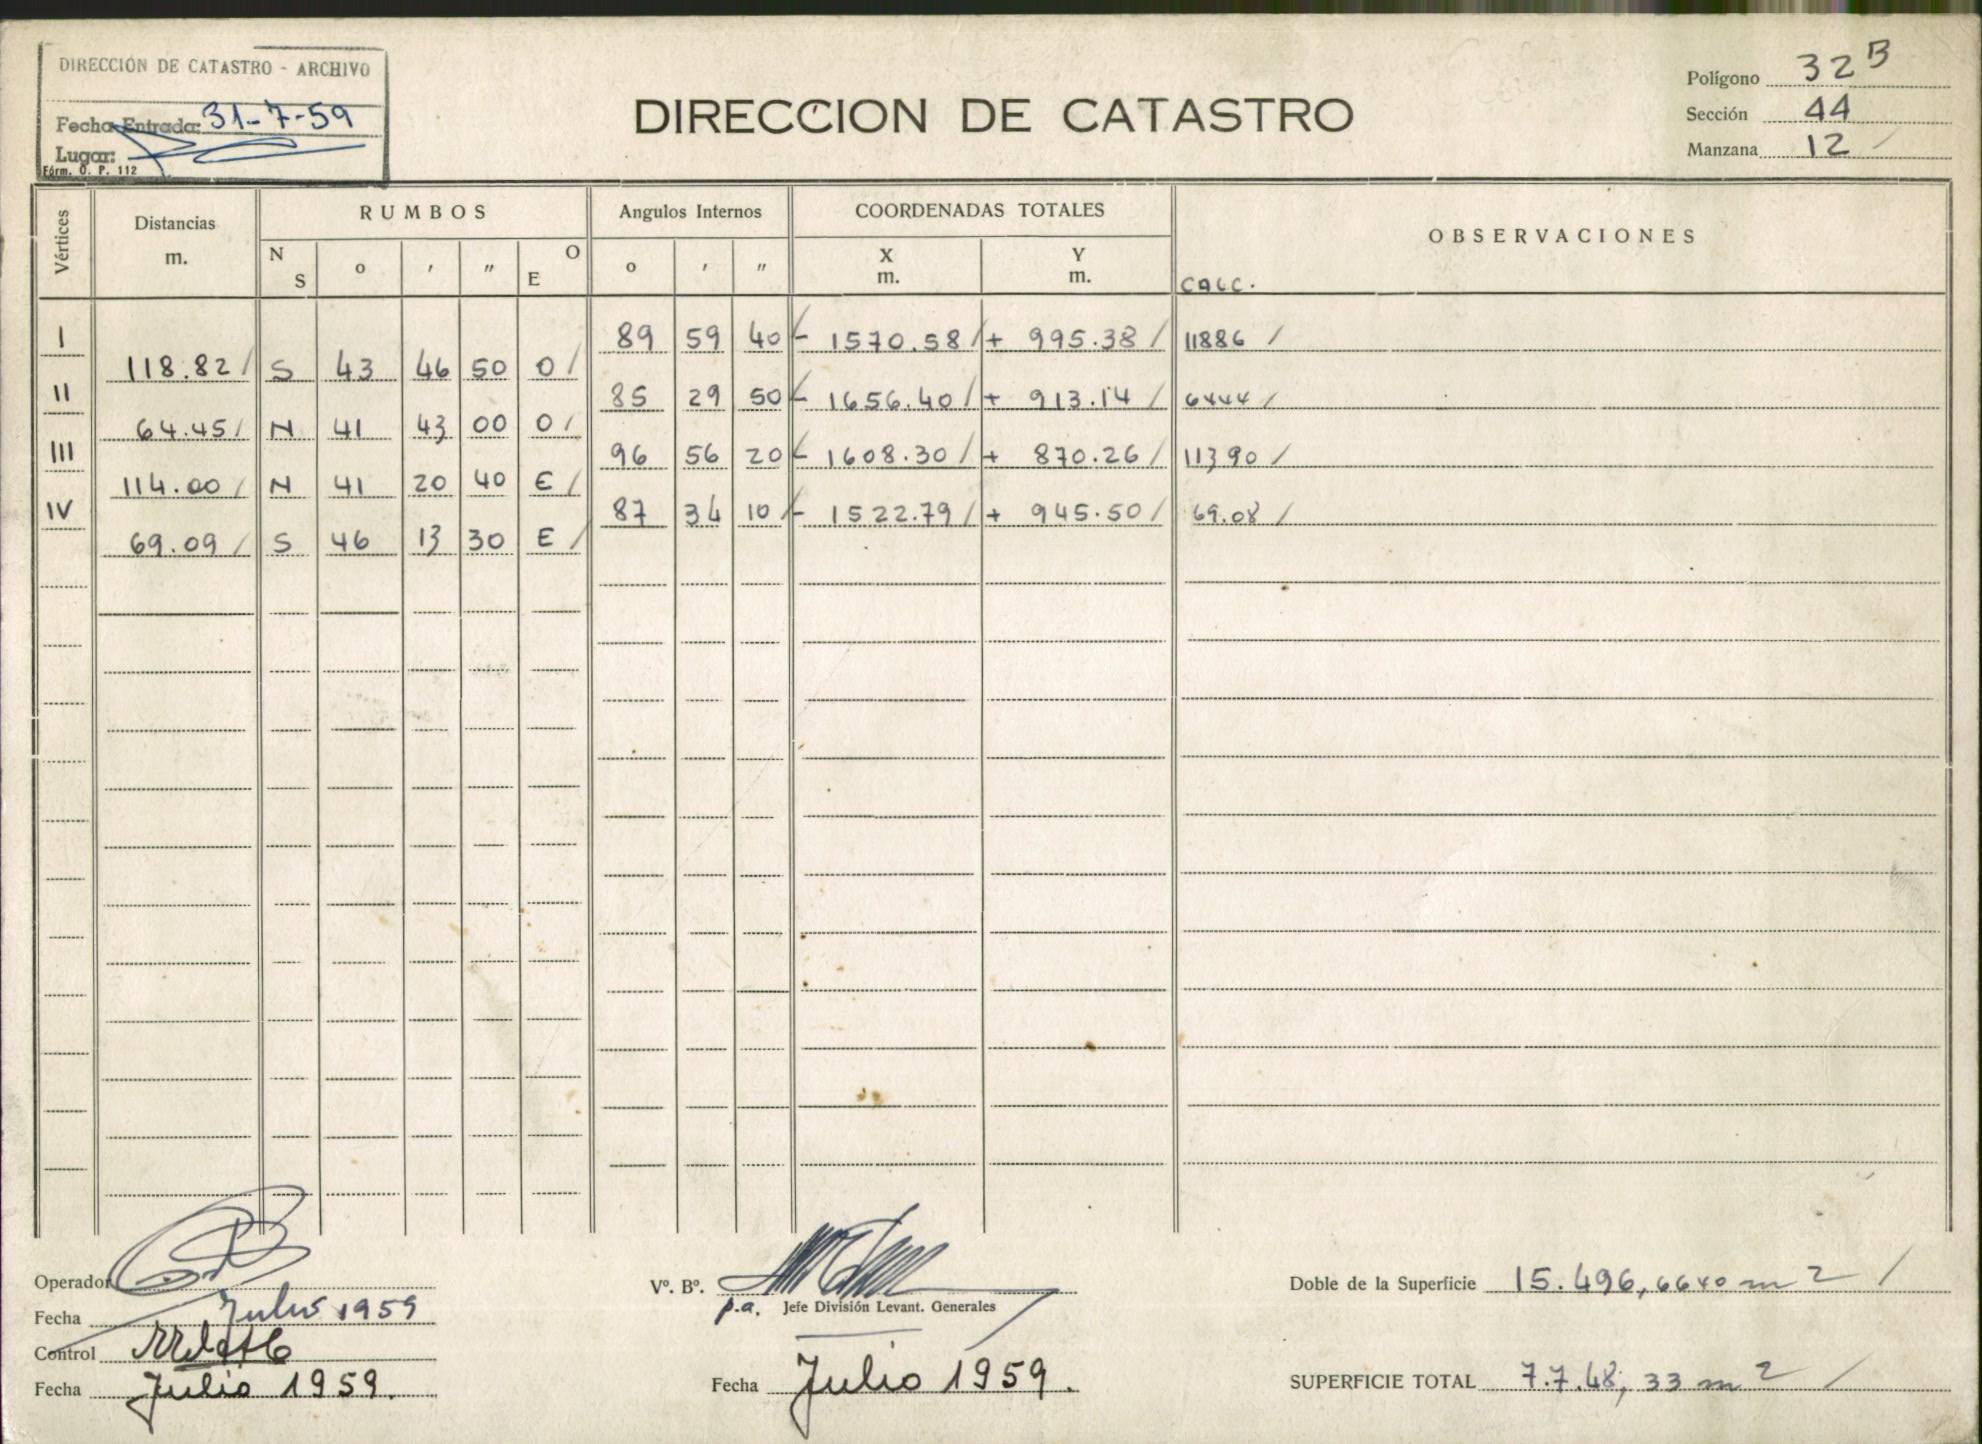 DIRECCIÓN DE CATASTRO - ARCHIVO
Fecha Entrada: 31-7-59
Lugar:
Fórm. O. P. 112
DIRECCION DE CATASTRO
Polígono 32 B
Sección 44
Manzana 12 /
Vértices Distancias m. RUMBOS Angulos Internos COORDENADAS TOTALES OBSERVACIONES
N S o ' " E O o ' " X m. Y m. CALC.
I 89 59 40 / - 1570.58 / + 995.38 / 11886 /
118.82 / S 43 46 50 O /
II 85 29 50 / - 1656.40 / + 913.14 / 6444 /
64.45 / N 41 43 00 O /
III 96 56 20 / - 1608.30 / + 870.26 / 11390 /
114.00 / N 41 20 40 E /
IV 87 34 10 / - 1522.79 / + 945.50 / 69.08 /
69.09 / S 46 13 30 E /
Operador
Fecha Julio 1959
Control
Fecha Julio 1959.
Vº. Bº.
p.a. Jefe División Levant. Generales
Fecha Julio 1959.
Doble de la Superficie 15.496,6640 m2 /
SUPERFICIE TOTAL 7.7.48, 33 m2 /